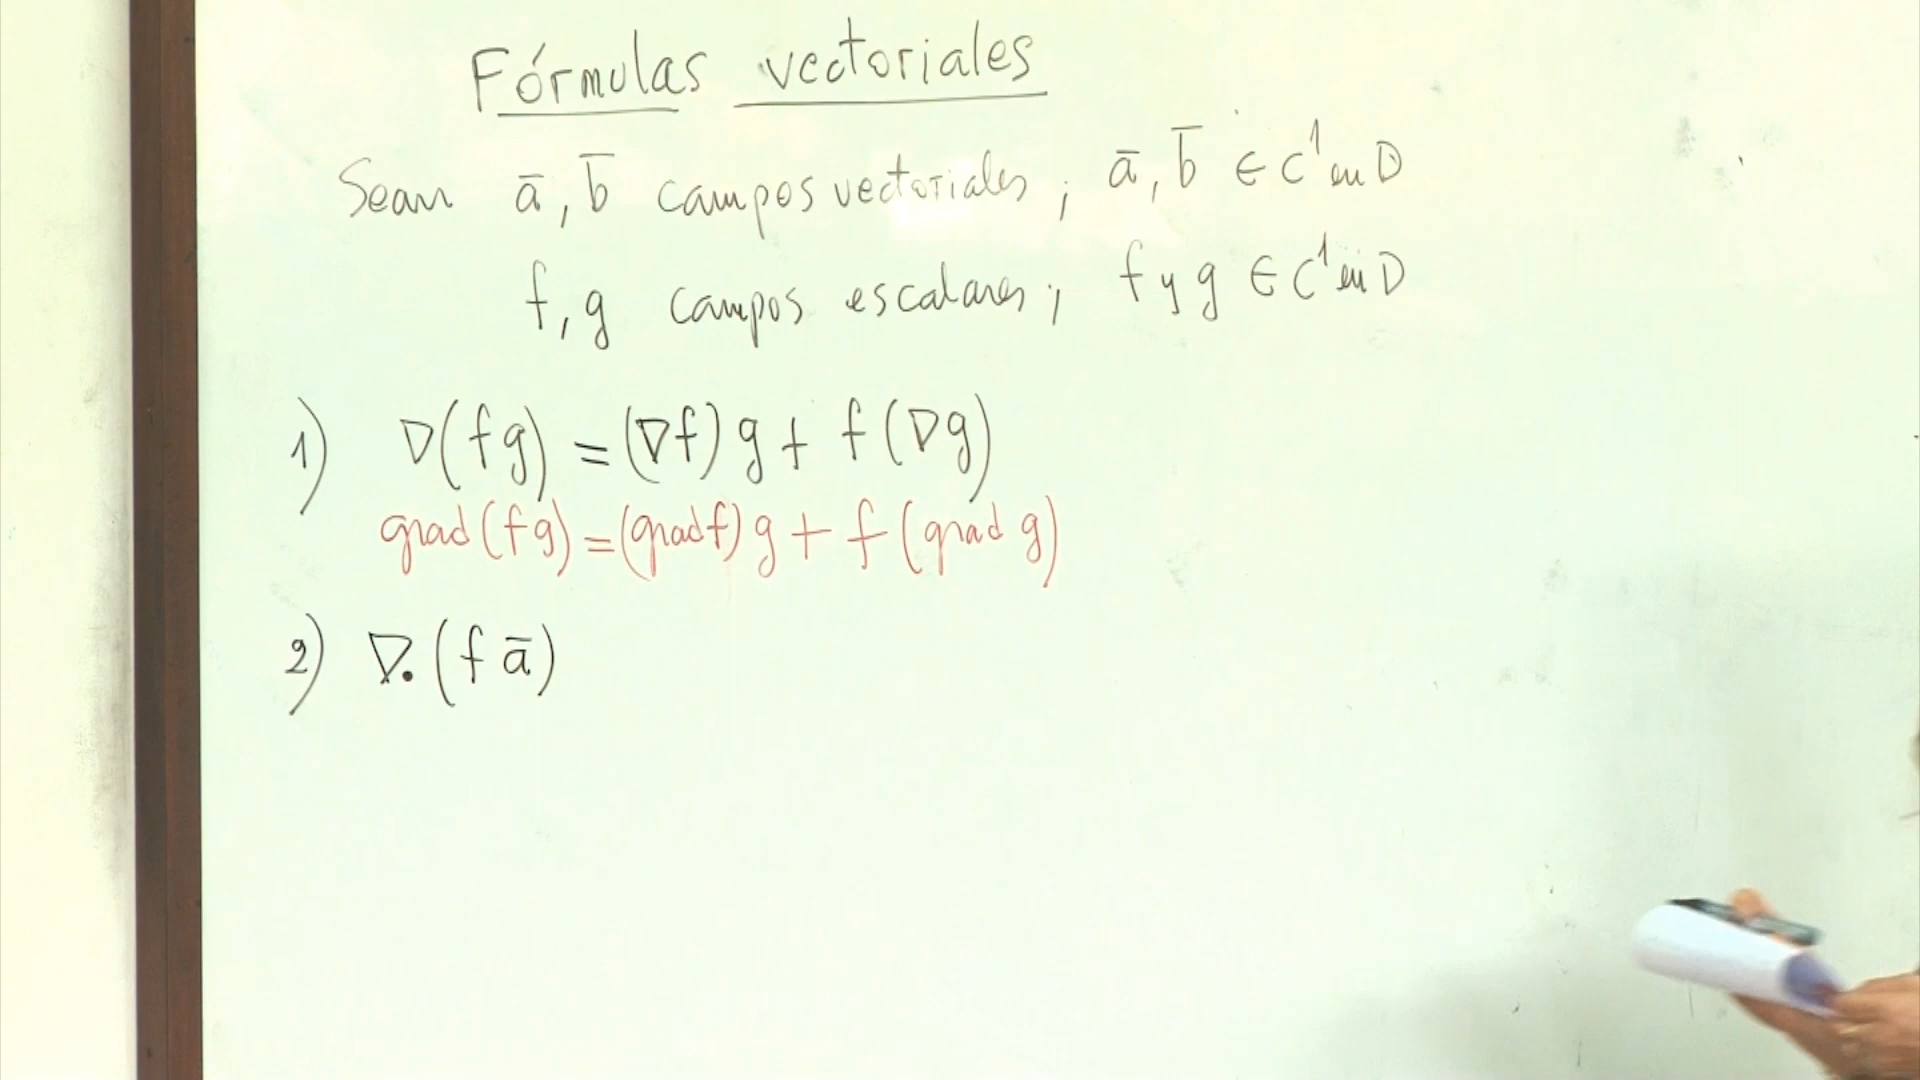 Fórmulas vectoriales
Sean ā, b̄ campos vectoriales; ā, b̄ ∈ C¹ en D
f, g campos escalares; f y g ∈ C¹ en D
1) ∇(fg) = (∇f) g + f (∇g)
grad (fg) = (grad f) g + f (grad g)
2) ∇. (f ā)